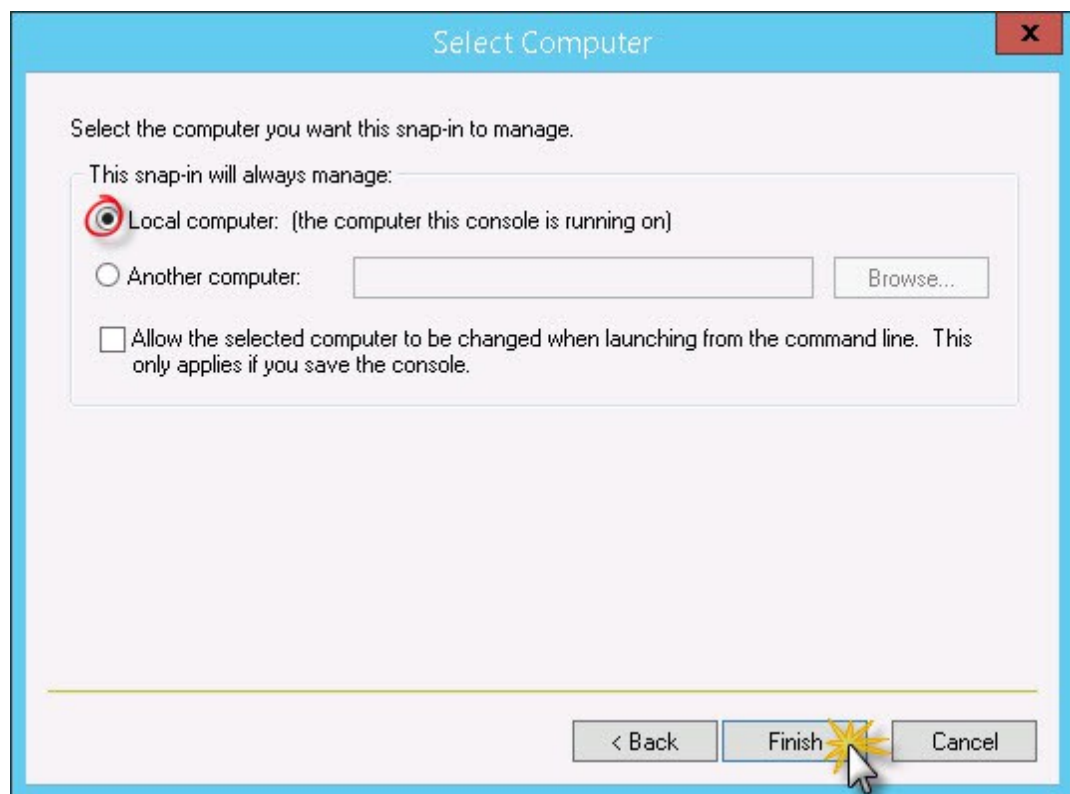 Select Computer
x
Select the computer you want this snap-in to manage.
This snap-in will always manage:
Local computer: (the computer this console is running on)
Another computer:
Browse...
Allow the selected computer to be changed when launching from the command line. This
only applies if you save the console.
< Back
Finish
Cancel